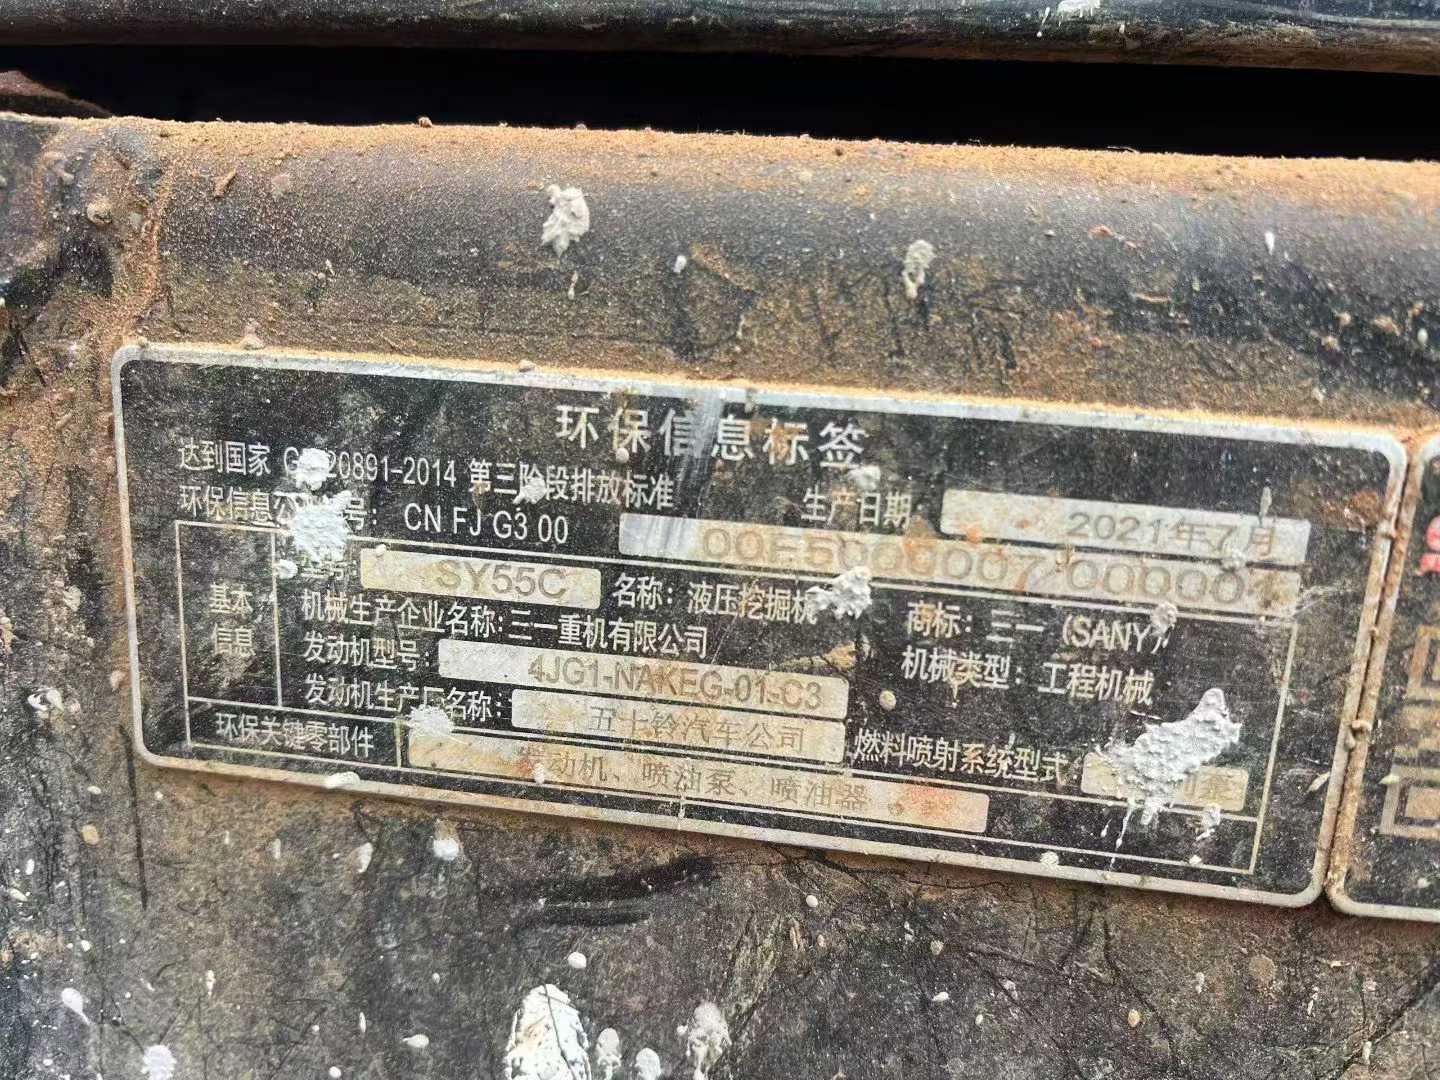 环保信息标签
达到国家 G 20891-2014 第三阶段排放标准
生产日期: 2021年7月
环保信息公 号: CN FJ G3 00
基本信息
SY55C
名称: 液压挖掘机
商标: 三一 (SANY)
机械生产企业名称: 三一重机有限公司
机械类型: 工程机械
发动机型号: 4JG1-NAKEG-01-C3
发动机生产厂名称: 五十铃汽车公司
燃料喷射系统型式:
环保关键零部件
发动机、喷油泵、喷油器